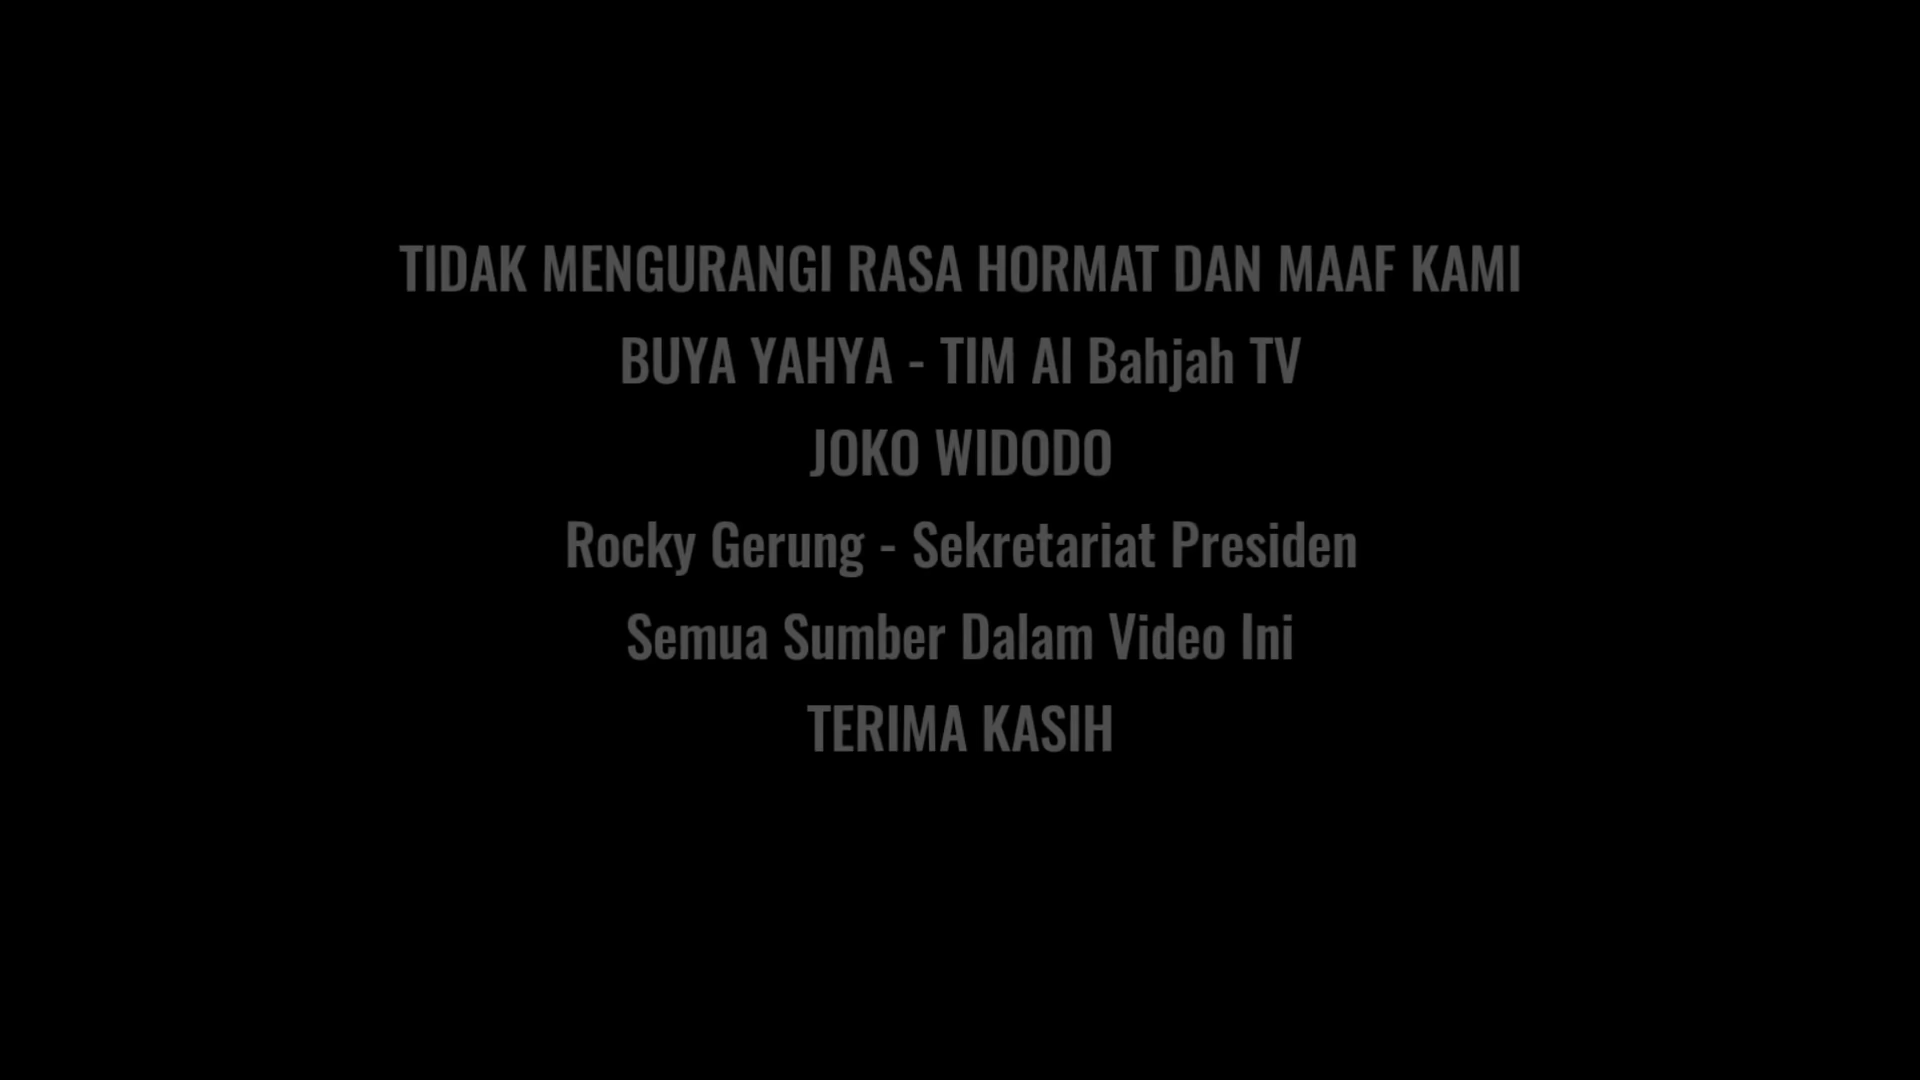 TIDAK MENGURANGI RASA HORMAT DAN MAAF KAMI
BUYA YAHYA - TIM Al Bahjah TV
JOKO WIDODO
Rocky Gerung - Sekretariat Presiden
Semua Sumber Dalam Video Ini
TERIMA KASIH